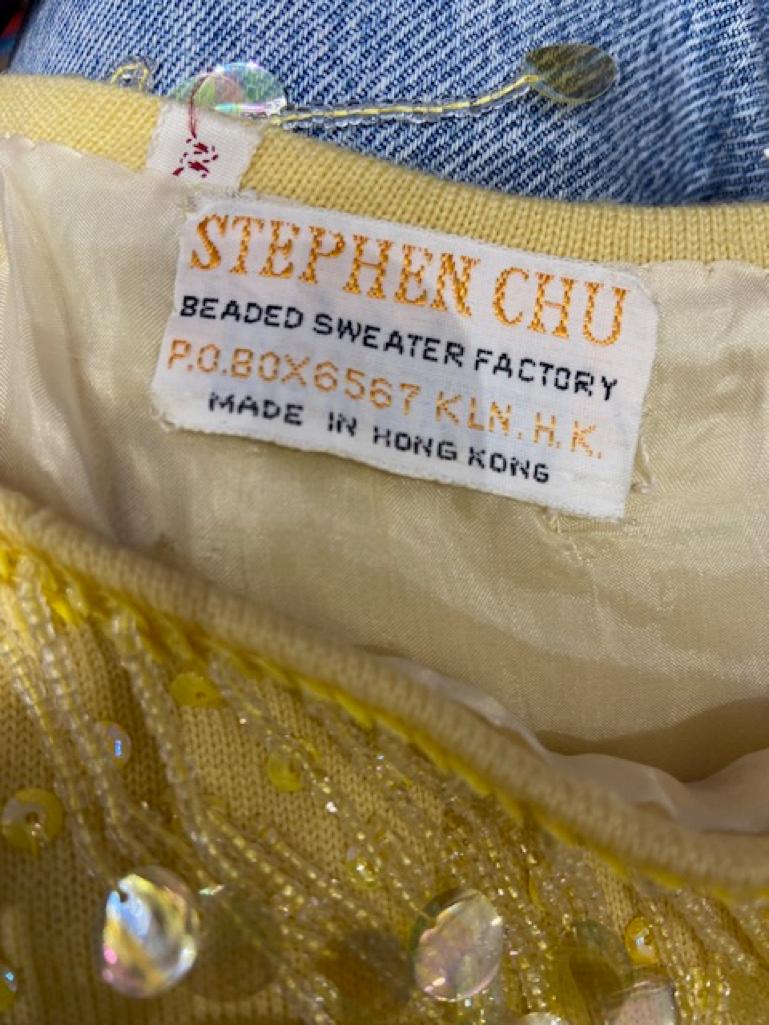 STEPHEN CHU
BEADED SWEATER FACTORY
P.O.BOX6567 KLN.H.K.
MADE IN HONG KONG